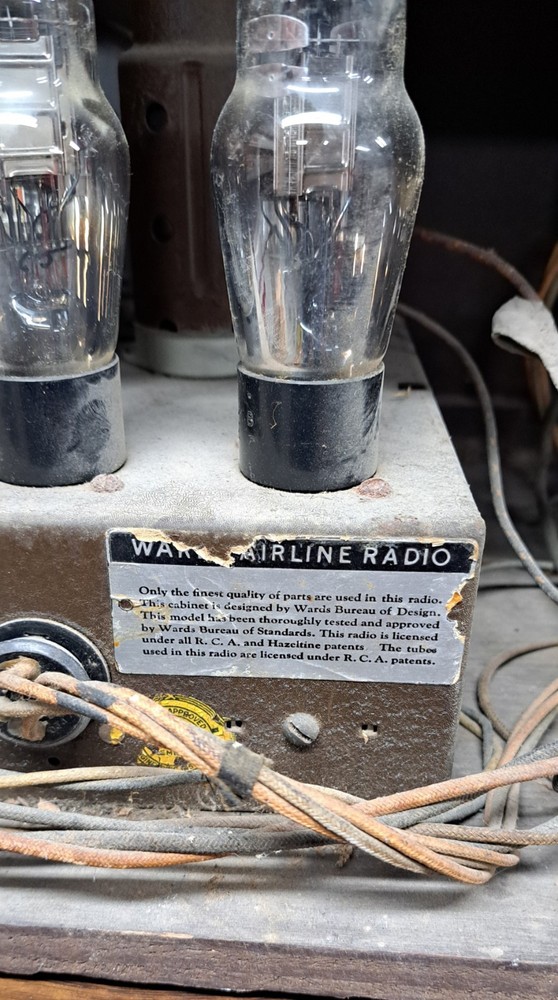 AIRLINE RADIO
Only the finest quality of parts are used in this radio.
This cabinet is designed by Wards Bureau of Design.
This model has been thoroughly tested and approved
by Wards Bureau of Standards. This radio is licensed
under all R. C. A. and Hazeltine patents The tubes
used in this radio are licensed under R. C. A. patents.
APPROVED